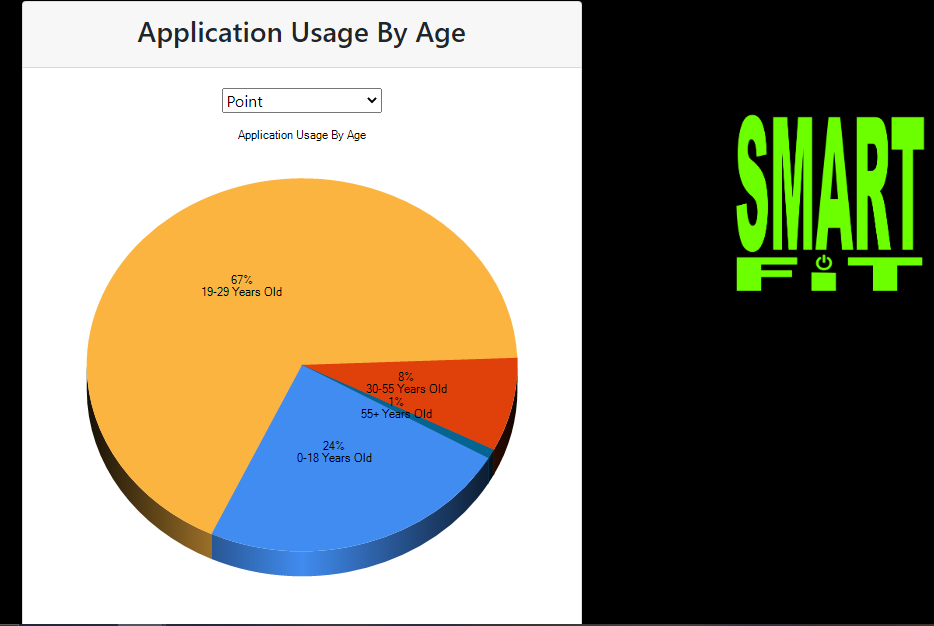 Application Usage By Age
Point
Application Usage By Age
67%
19-29 Years Old
8%
30-55 Years Old
1%
55+ Years Old
24%
0-18 Years Old
SMART
FiT